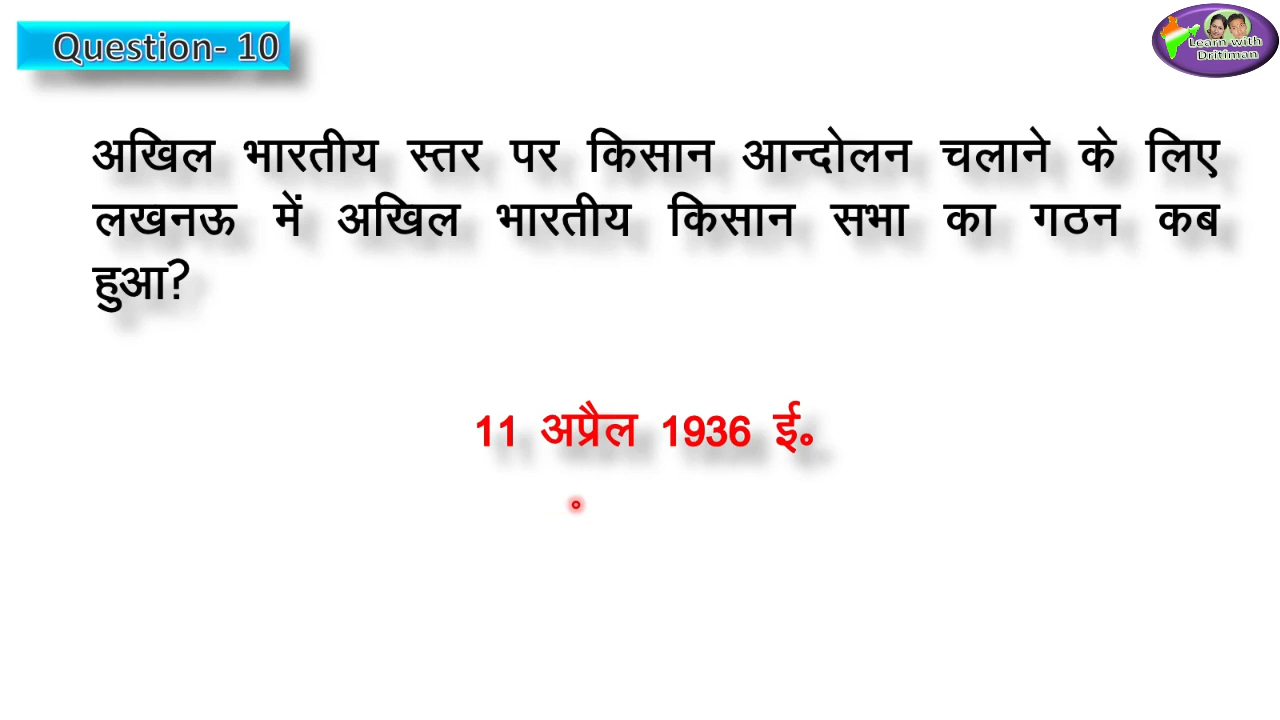 Question- 10
Learn with
Dritiman
अखिल भारतीय स्तर पर किसान आन्दोलन चलाने के लिए
लखनऊ में अखिल भारतीय किसान सभा का गठन कब
हुआ?
11 अप्रैल 1936 ई॰